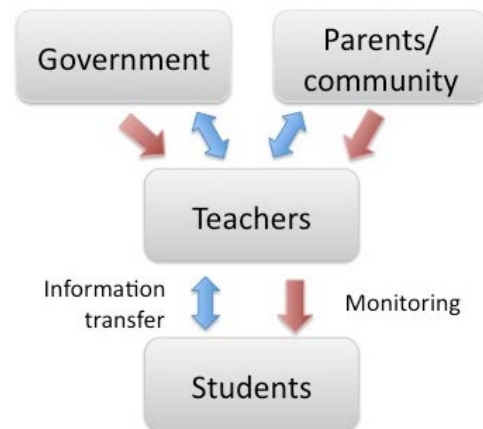 Government
Parents/
community
Teachers
Information
transfer
Monitoring
Students